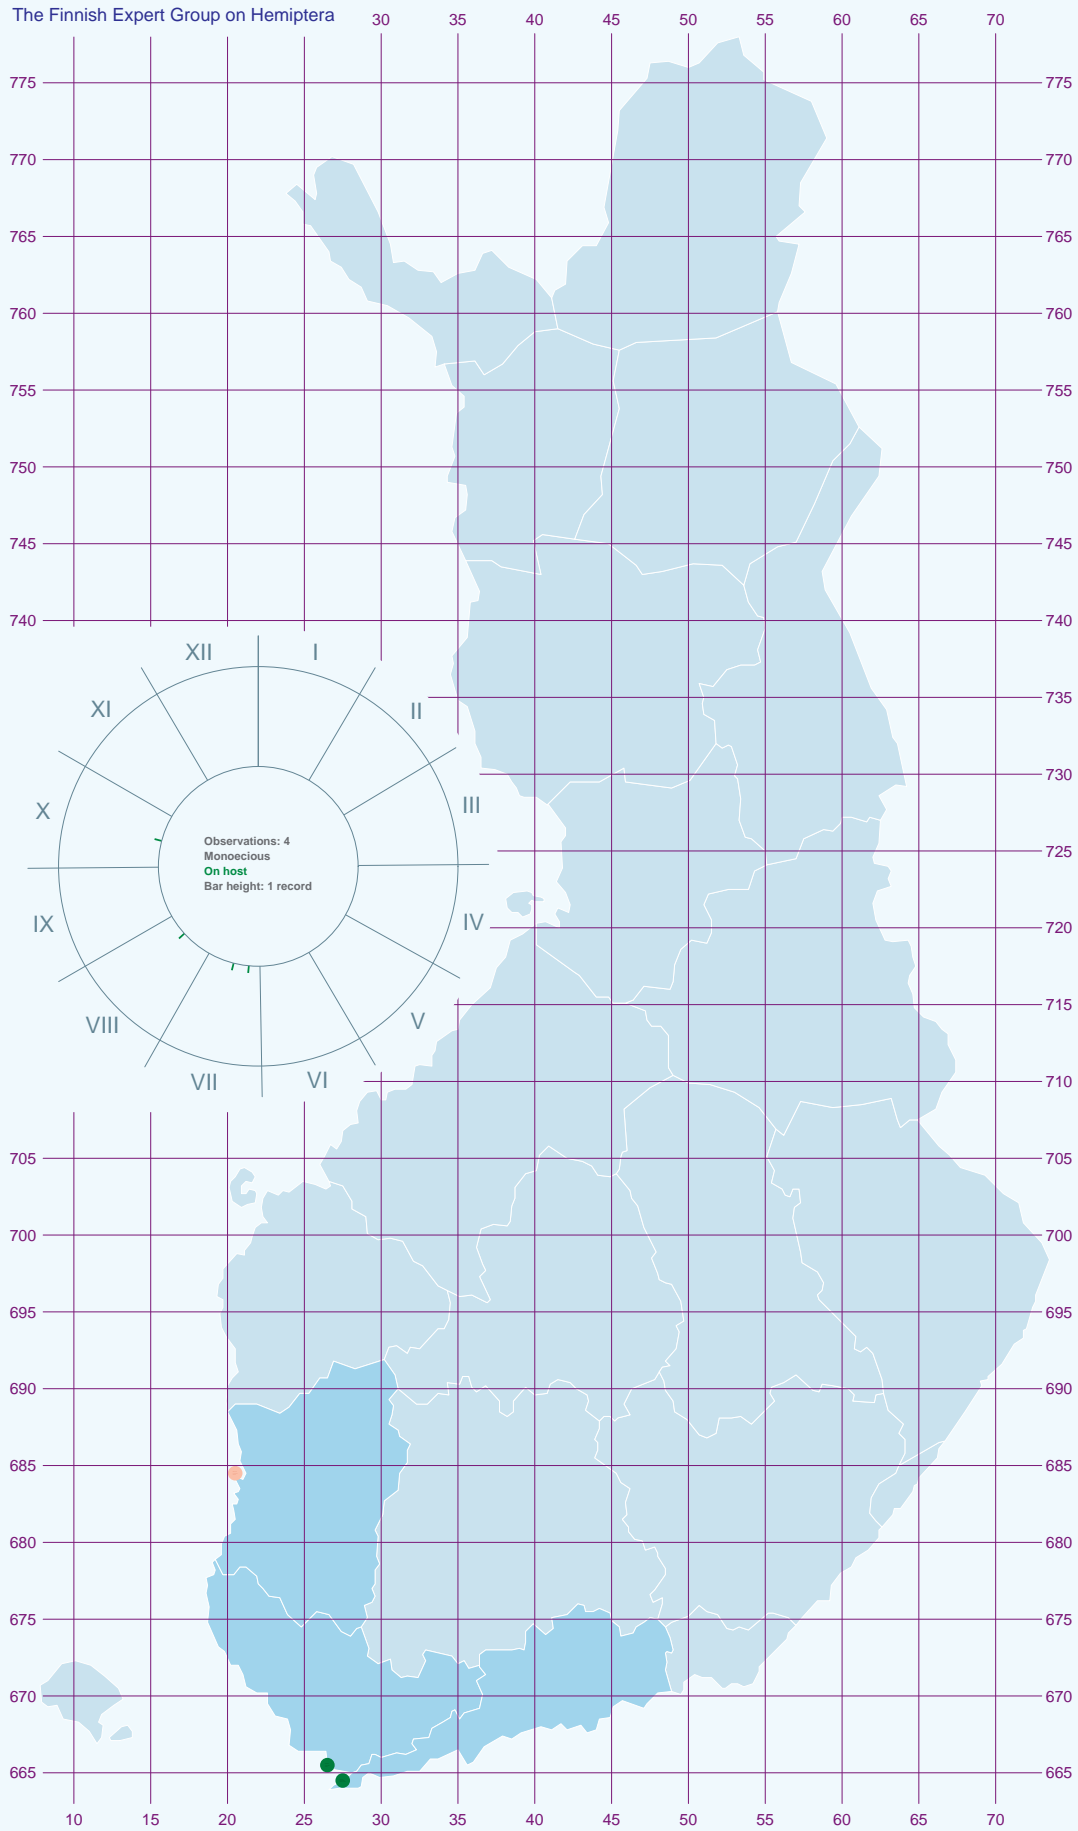 The Finnish Expert Group on Hemiptera
30 35 40 45 50 55 60 65 70
775 775
770 770
765 765
760 760
755 755
750 750
745 745
740 740
XII I
XI II
735
730
X III
Observations: 4
Monoecious
On host
Bar height: 1 record
725
IX IV
720
715
VIII V
VII VI
710
705 705
700 700
695 695
690 690
685 685
680 680
675 675
670 670
665 665
10 15 20 25 30 35 40 45 50 55 60 65 70